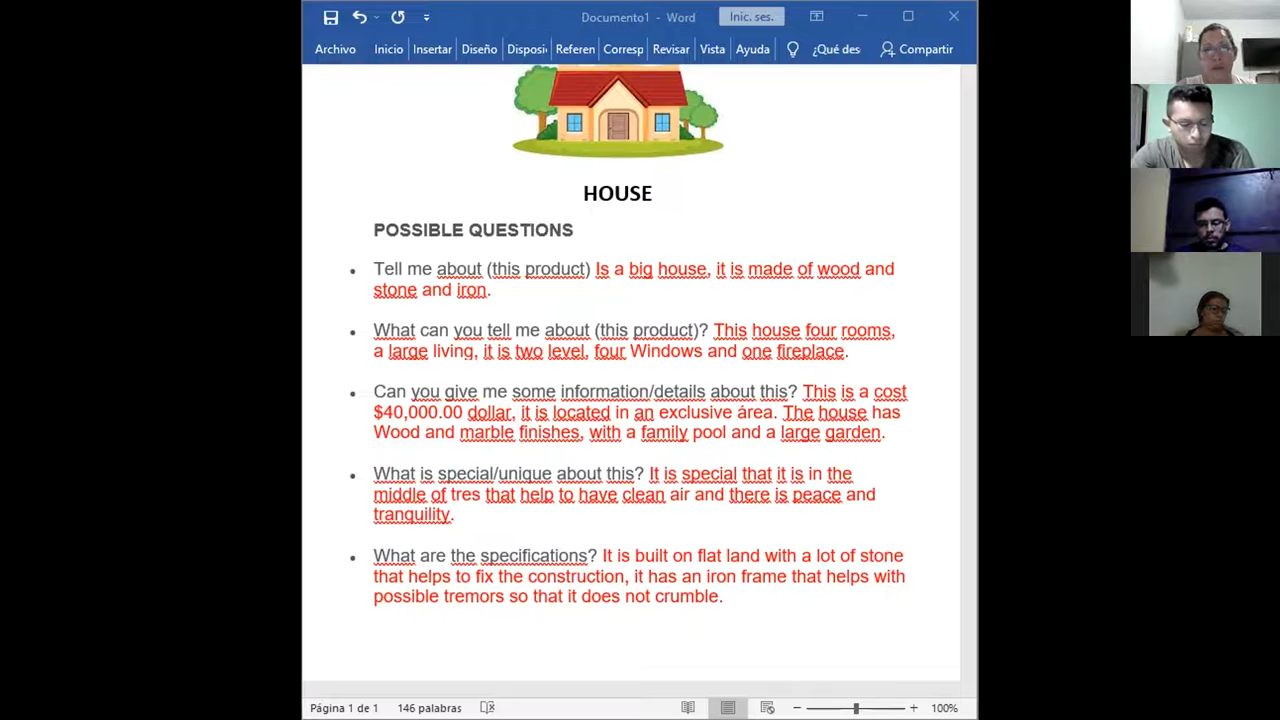 Documento1 - Word
Inic. ses.
Archivo Inicio Insertar Diseño Disposi Referen Corresp Revisar Vista Ayuda ¿Qué des Compartir
HOUSE
POSSIBLE QUESTIONS
• Tell me about (this product) Is a big house, it is made of wood and
stone and iron.
• What can you tell me about (this product)? This house four rooms,
a large living, it is two level, four Windows and one fireplace.
• Can you give me some information/details about this? This is a cost
$40,000.00 dollar, it is located in an exclusive área. The house has
Wood and marble finishes, with a family pool and a large garden.
• What is special/unique about this? It is special that it is in the
middle of tres that help to have clean air and there is peace and
tranquility.
• What are the specifications? It is built on flat land with a lot of stone
that helps to fix the construction, it has an iron frame that helps with
possible tremors so that it does not crumble.
Página 1 de 1 146 palabras 100%